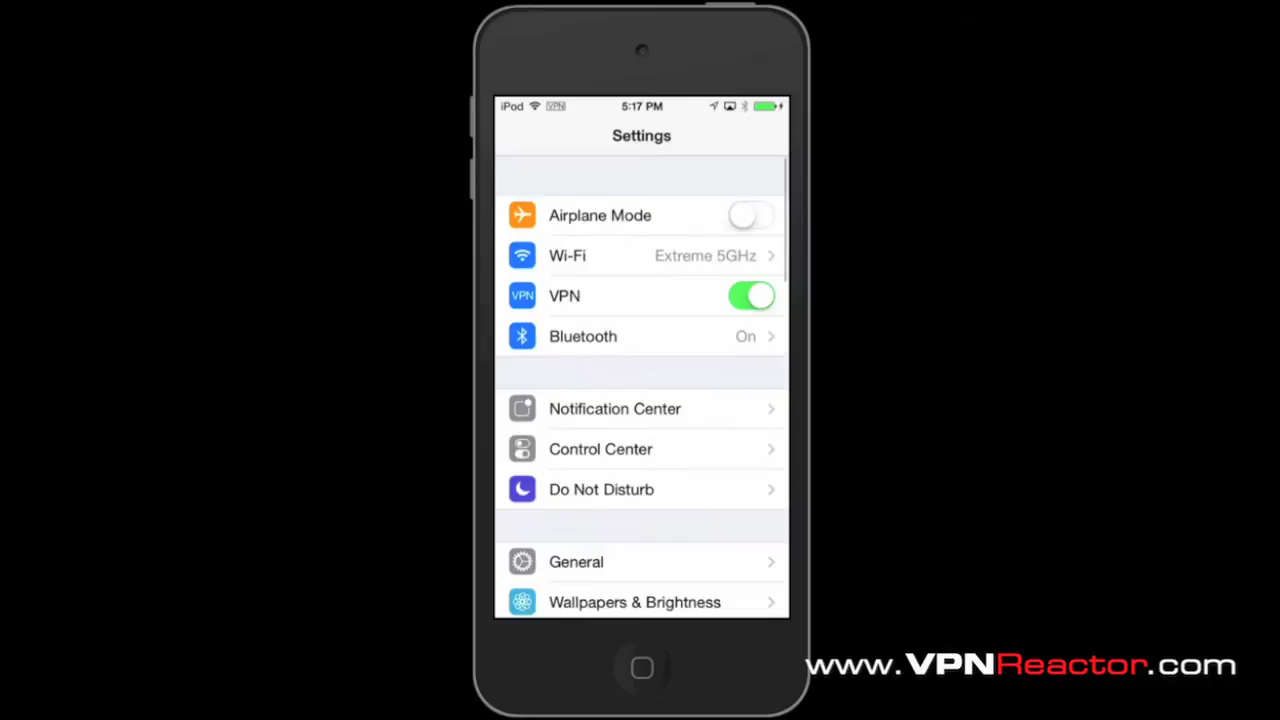 iPod VPN 5:17 PM
Settings
Airplane Mode
Wi-Fi Extreme 5GHz
VPN VPN
Bluetooth On
Notification Center
Control Center
Do Not Disturb
General
Wallpapers & Brightness
www.VPNReactor.com